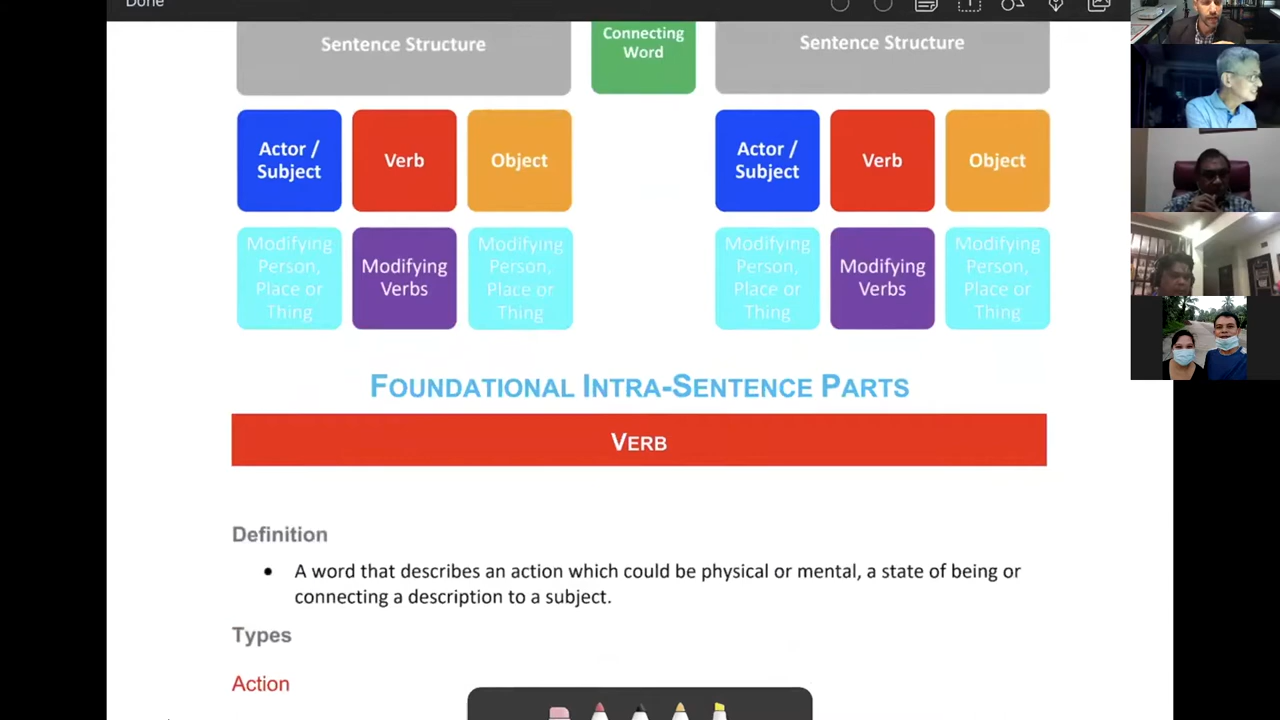 Done
Sentence Structure
Connecting
Word
Sentence Structure
Actor /
Subject
Verb
Object
Actor /
Subject
Verb
Object
Modifying
Person,
Place or
Thing
Modifying
Verbs
Modifying
Person,
Place or
Thing
Modifying
Person,
Place or
Thing
Modifying
Verbs
Modifying
Person,
Place or
Thing
FOUNDATIONAL INTRA-SENTENCE PARTS
VERB
Definition
• A word that describes an action which could be physical or mental, a state of being or
connecting a description to a subject.
Types
Action